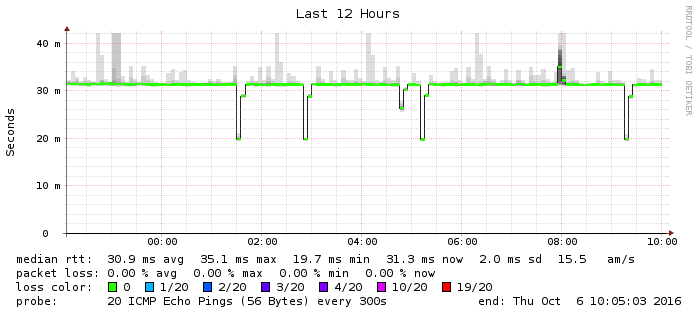 Last 12 Hours
RRDTOOL / TOBI OETIKER
Seconds
40 m
30 m
20 m
10 m
0
00:00 02:00 04:00 06:00 08:00 10:00
median rtt: 30.9 ms avg 35.1 ms max 19.7 ms min 31.3 ms now 2.0 ms sd 15.5 am/s
packet loss: 0.00 % avg 0.00 % max 0.00 % min 0.00 % now
loss color: 0 1/20 2/20 3/20 4/20 10/20 19/20
probe: 20 ICMP Echo Pings (56 Bytes) every 300s end: Thu Oct 6 10:05:03 2016